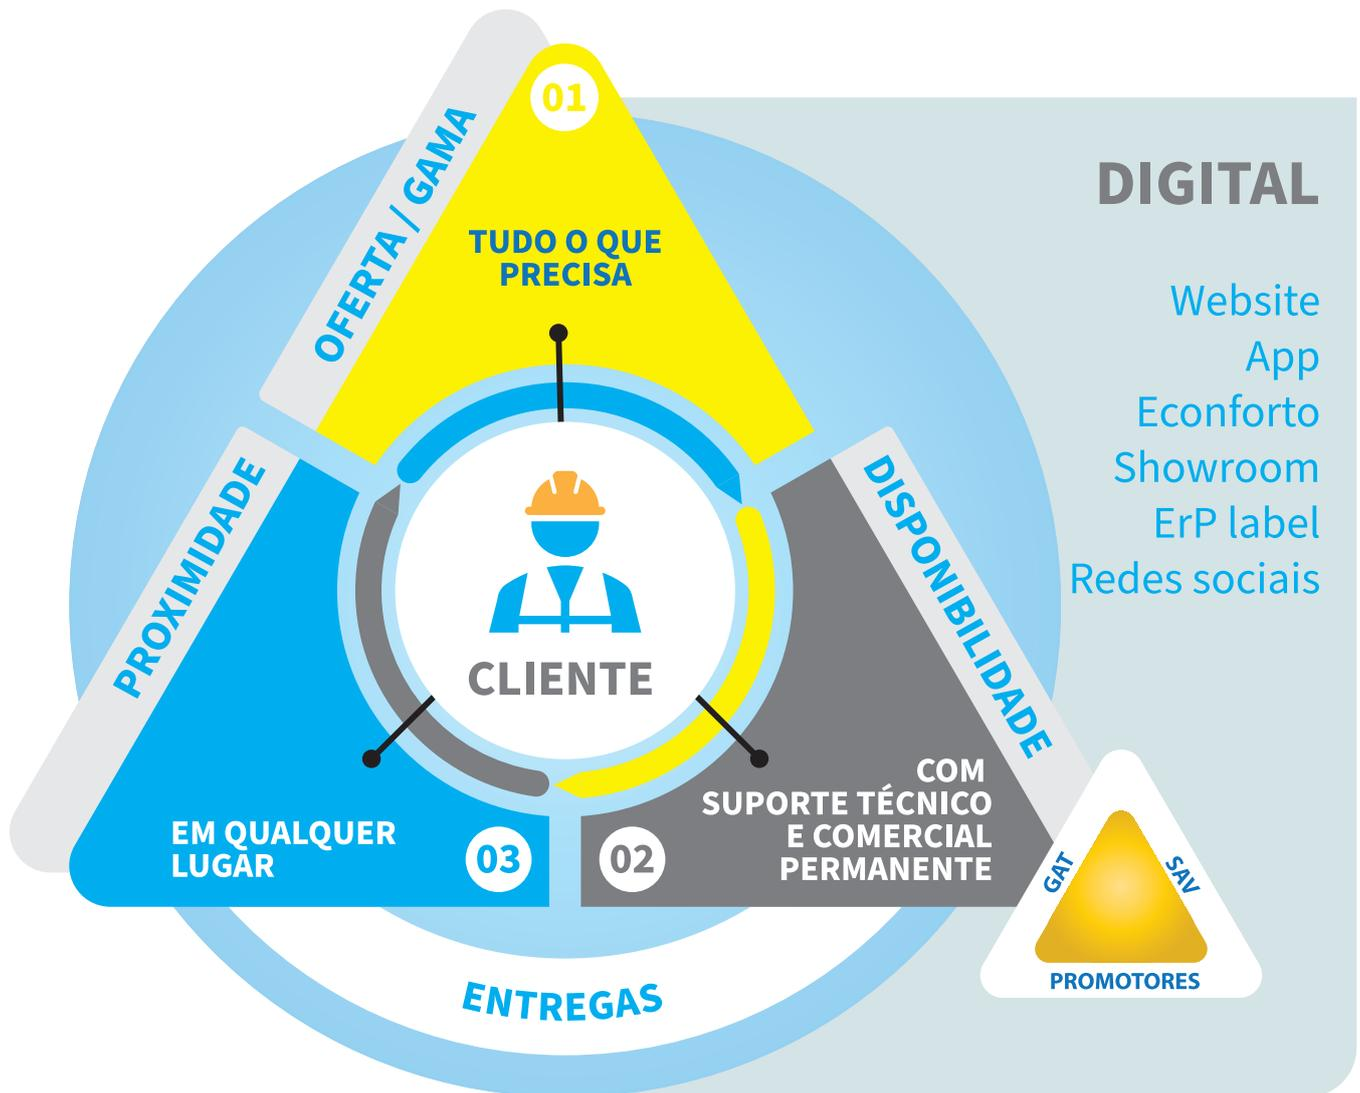 OFERTA / GAMA
01
TUDO O QUE
PRECISA
DIGITAL
Website
App
Econforto
Showroom
ErP label
Redes sociais
PROXIMIDADE
DISPONIBILIDADE
CLIENTE
EM QUALQUER
LUGAR
03
02
COM
SUPORTE TÉCNICO
E COMERCIAL
PERMANENTE
GAT
SAV
PROMOTORES
ENTREGAS